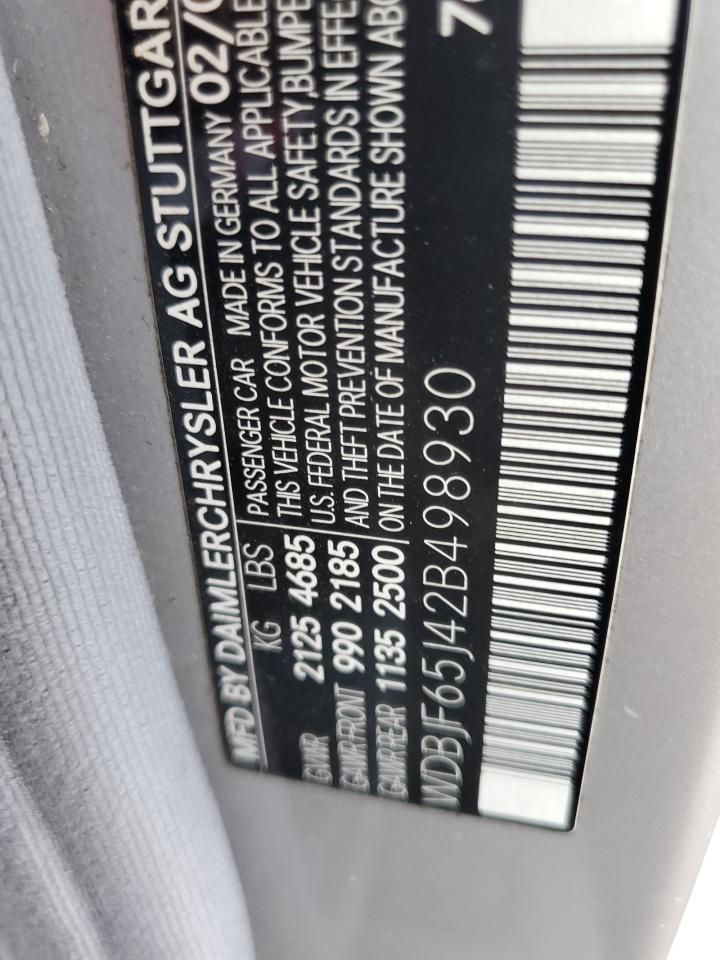 MFD BY DAIMLERCHRYSLER AG STUTTGAR
KG LBS PASSENGER CAR MADE IN GERMANY 02/0
THIS VEHICLE CONFORMS TO ALL APPLICABLE
GVWR 2125 4685 U.S. FEDERAL MOTOR VEHICLE SAFETY, BUMPE
GAWR FRONT 990 2185 AND THEFT PREVENTION STANDARDS IN EFFE
GAWR REAR 1135 2500 ON THE DATE OF MANUFACTURE SHOWN ABO
WDBJF65J42B498930